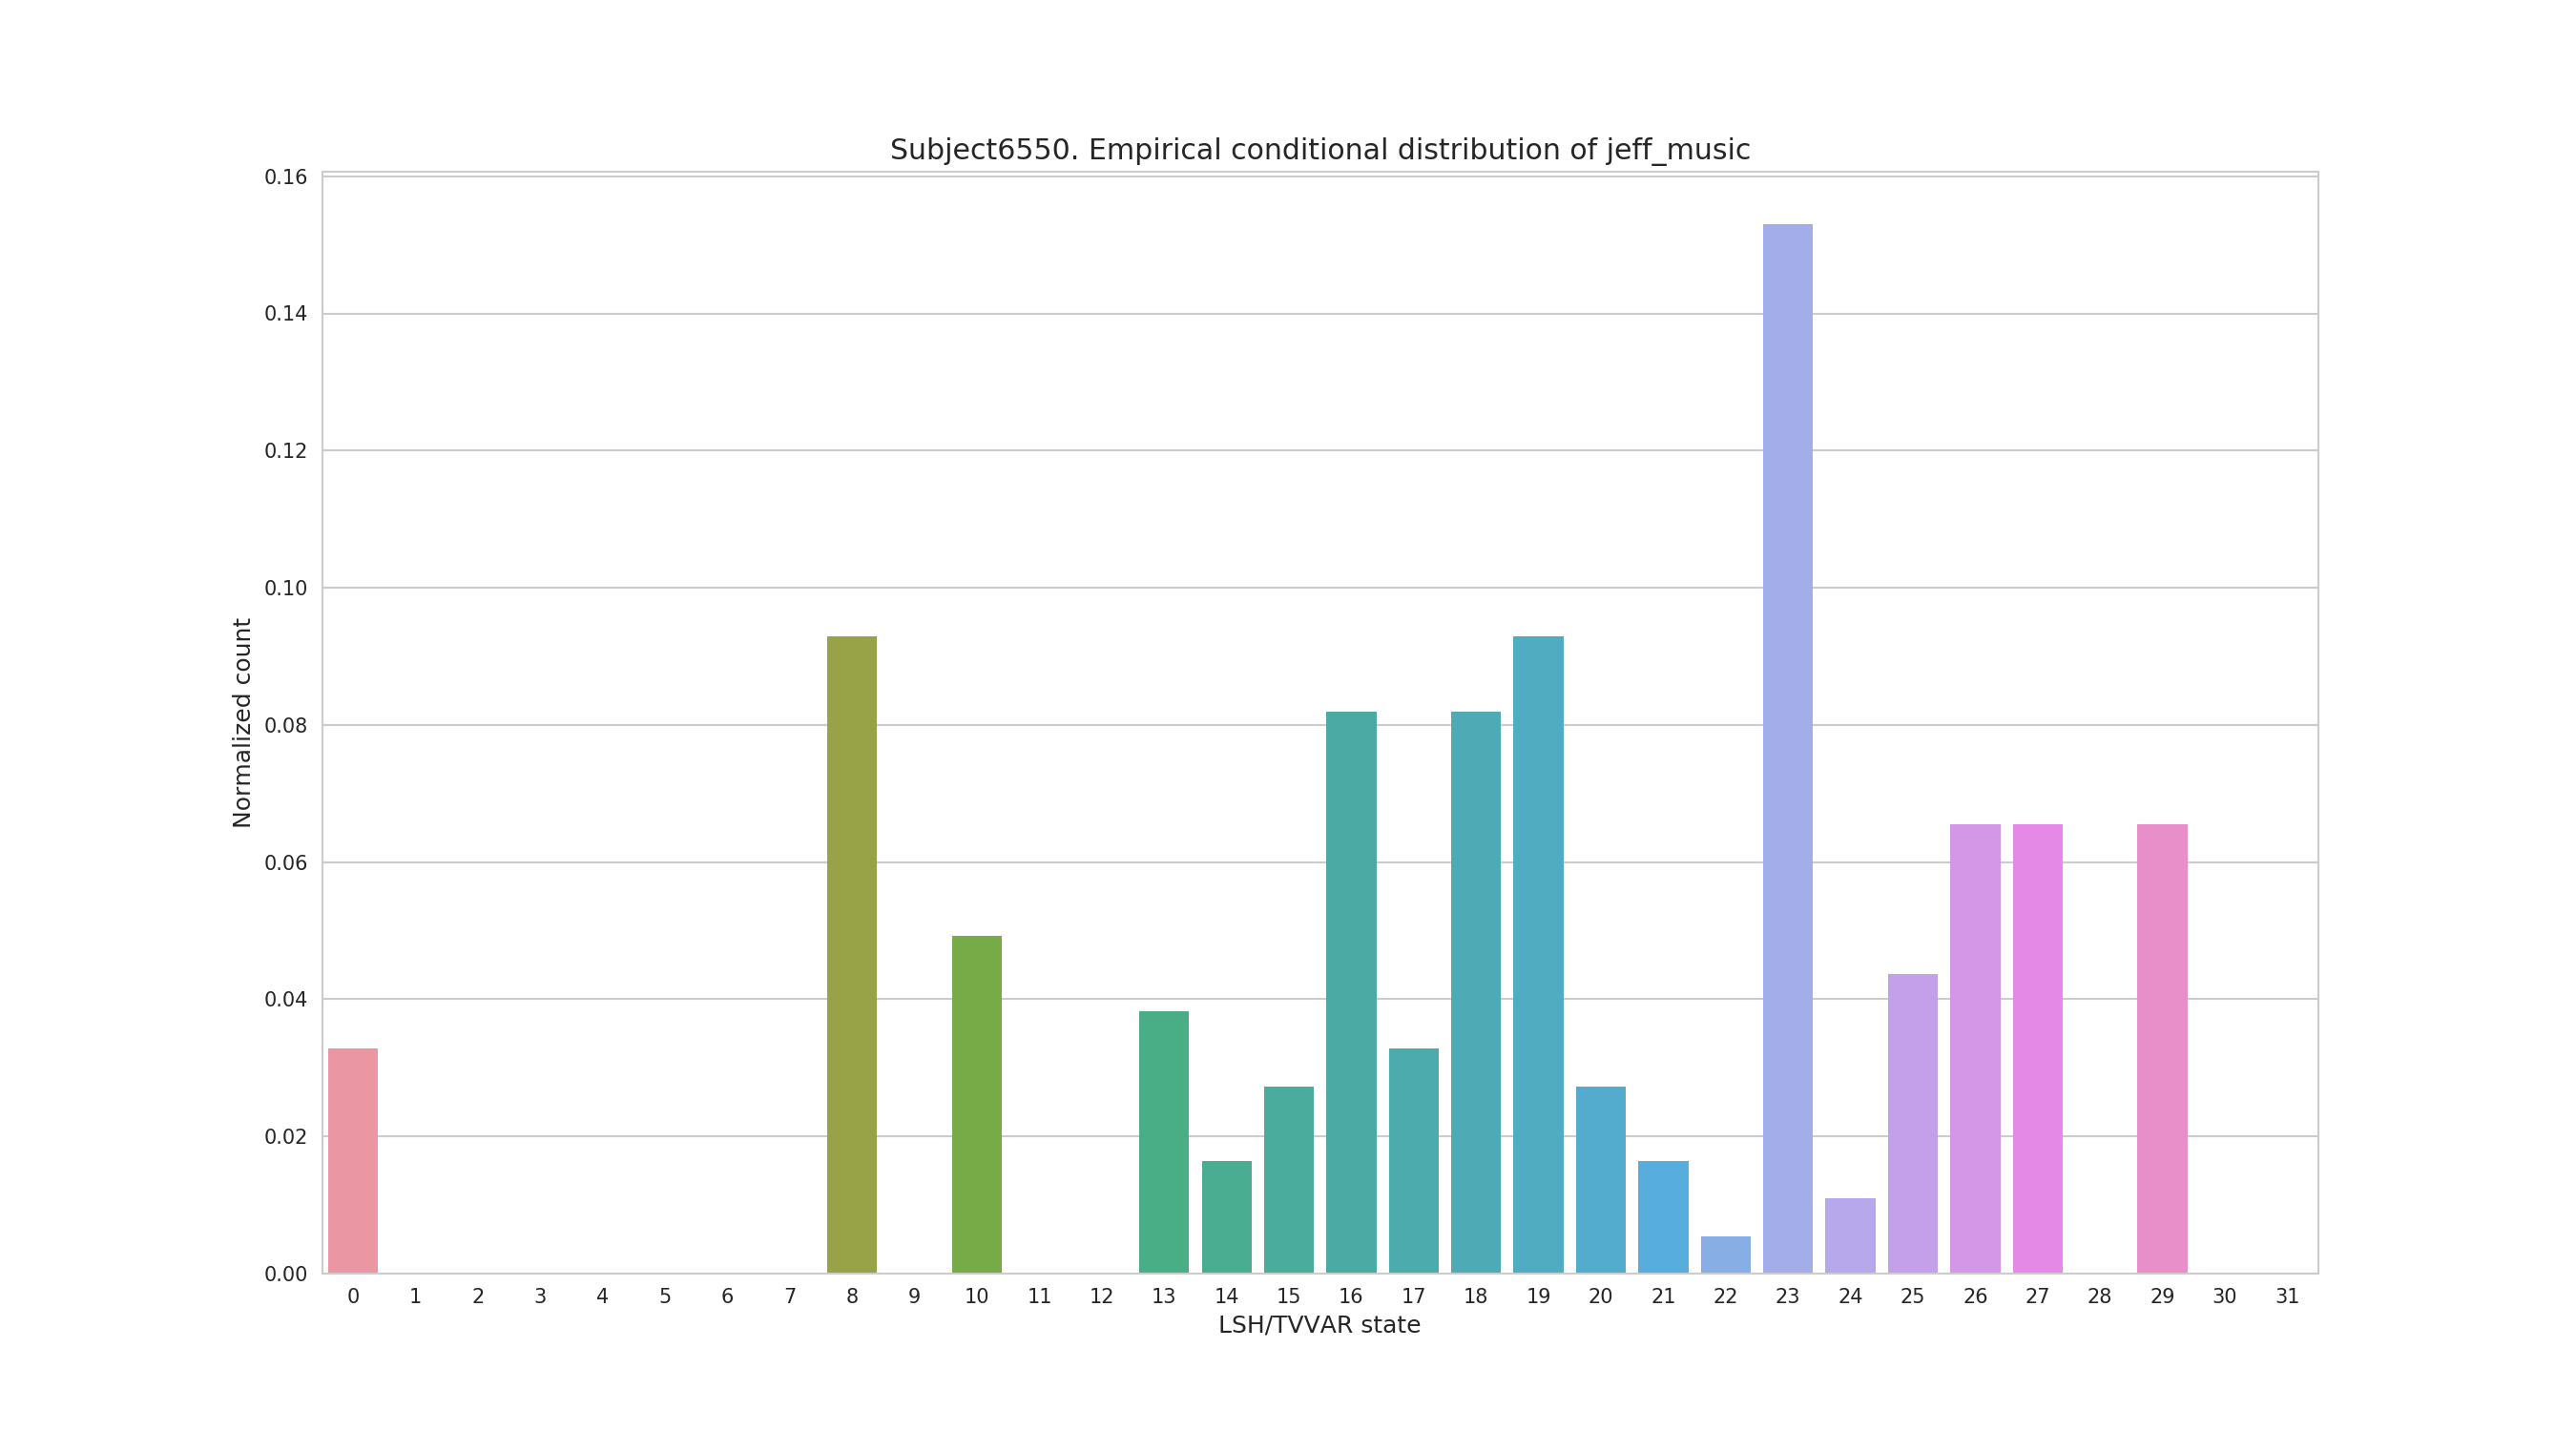 Subject6550. Empirical conditional distribution of jeff_music
0.16
0.14
0.12
0.10
0.08
0.06
0.04
0.02
0.00
Normalized count
0 1 2 3 4 5 6 7 8 9 10 11 12 13 14 15 16 17 18 19 20 21 22 23 24 25 26 27 28 29 30 31
LSH/TVVAR state